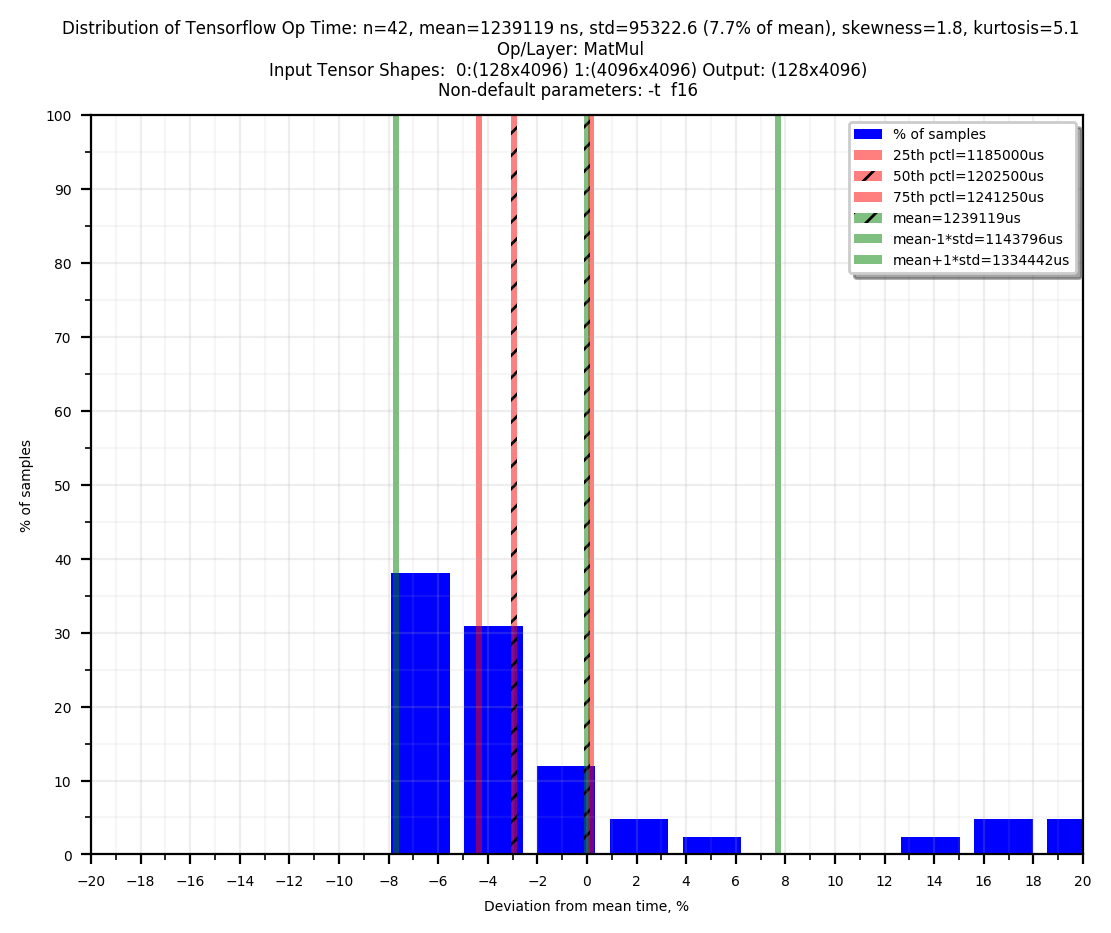 Distribution of Tensorflow Op Time: n=42, mean=1239119 ns, std=95322.6 (7.7% of mean), skewness=1.8, kurtosis=5.1
Op/Layer: MatMul
Input Tensor Shapes:  0:(128x4096) 1:(4096x4096) Output: (128x4096)
Non-default parameters: -t  f16
% of samples
25th pctl=1185000us
50th pctl=1202500us
75th pctl=1241250us
mean=1239119us
mean-1*std=1143796us
mean+1*std=1334442us
100
90
80
70
60
50
40
30
20
10
0
% of samples
−20 −18 −16 −14 −12 −10 −8 −6 −4 −2 0 2 4 6 8 10 12 14 16 18 20
Deviation from mean time, %